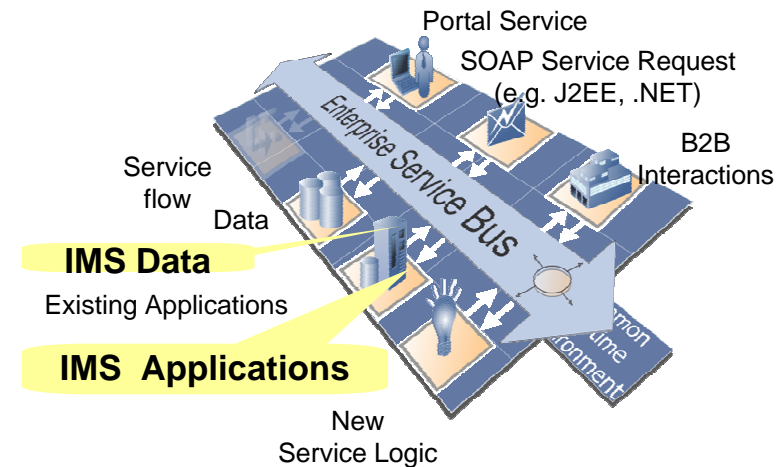 Portal Service
SOAP Service Request
(e.g. J2EE, .NET)
B2B
Interactions
Enterprise Service Bus
Service
flow
Data
IMS Data
Existing Applications
IMS Applications
New
Service Logic